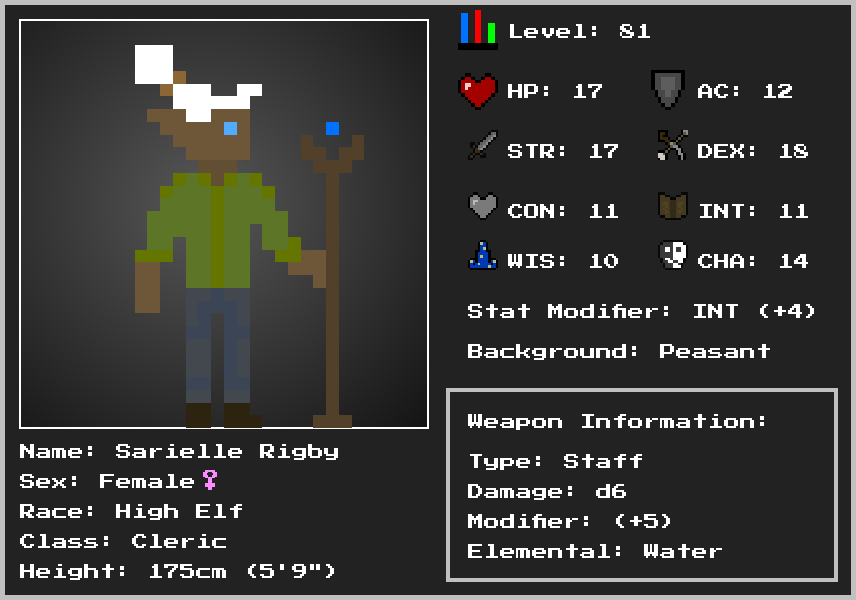 Level: 81
HP: 17
AC: 12
STR: 17
DEX: 18
CON: 11
INT: 11
WIS: 10
CHA: 14
Stat Modifier: INT (+4)
Background: Peasant
Weapon Information:
Type: Staff
Damage: d6
Modifier: (+5)
Elemental: Water
Name: Sarielle Rigby
Sex: Female♀
Race: High Elf
Class: Cleric
Height: 175cm (5'9")